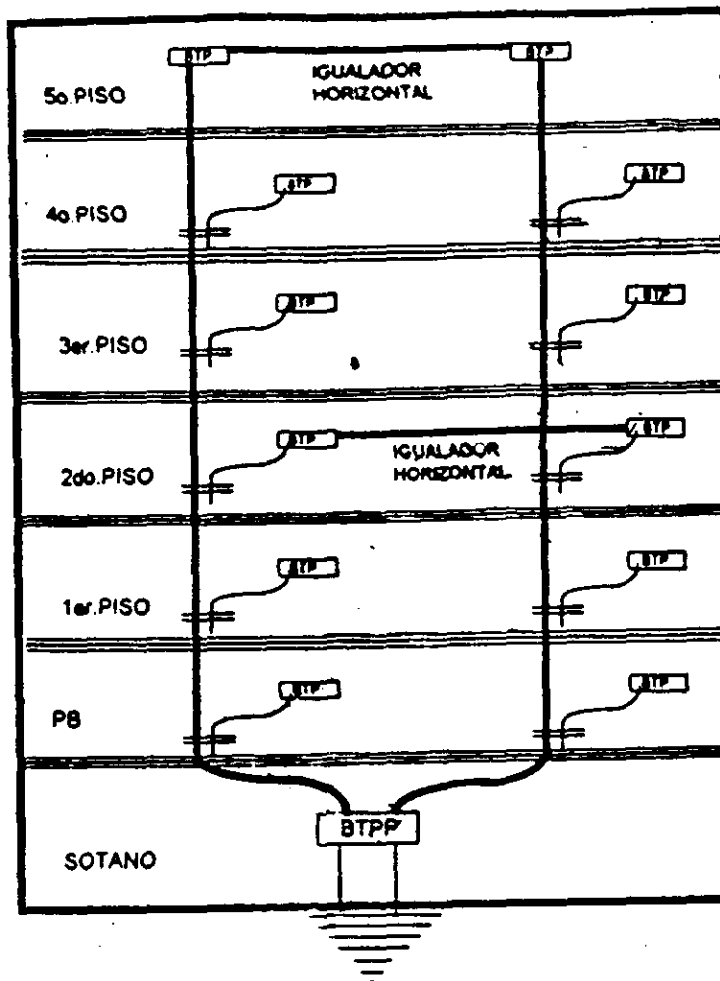 BTP BTP
IGUALADOR
HORIZONTAL
5o.PISO
BTP BTP
4o.PISO
BTP BTP
3er.PISO
BTP BTP
IGUALADOR
HORIZONTAL
2do.PISO
BTP BTP
1er.PISO
BTP BTP
PB
BTPP
SOTANO